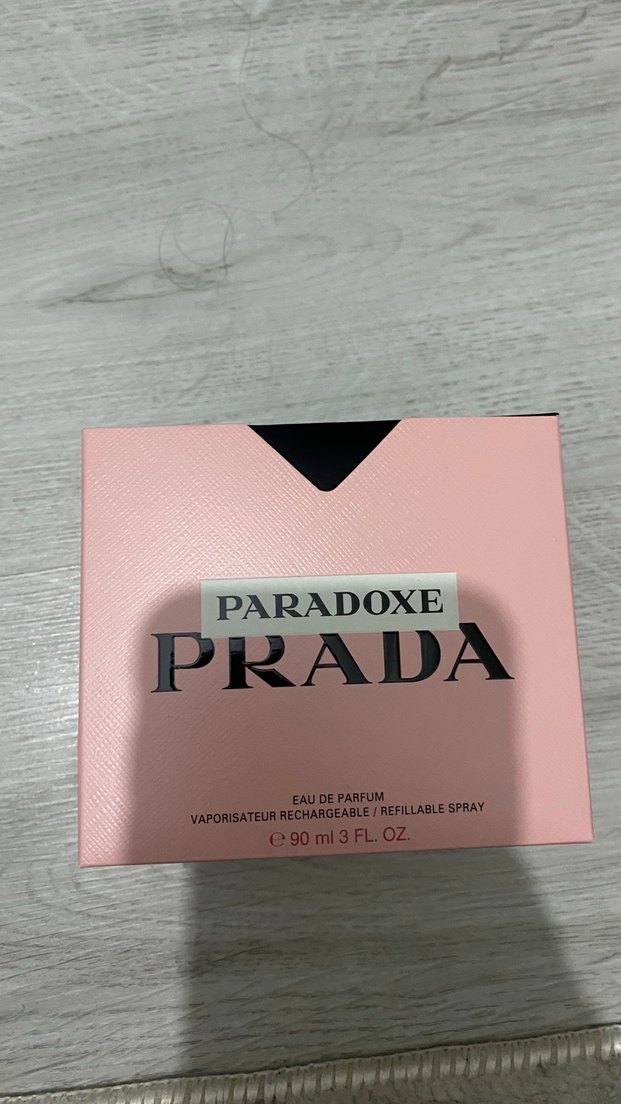 PARADOXE
PRADA
EAU DE PARFUM
VAPORISATEUR RECHARGEABLE / REFILLABLE SPRAY
℮ 90 ml 3 FL. OZ.